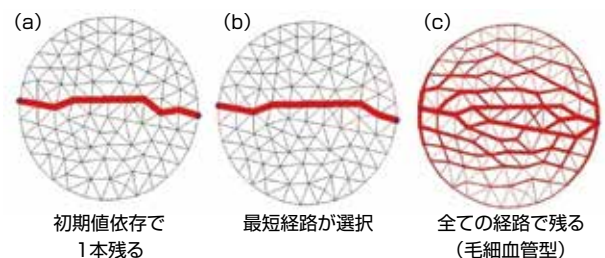 (a)
(b)
(c)
初期値依存で
1本残る
最短経路が選択
全ての経路で残る
(毛細血管型)